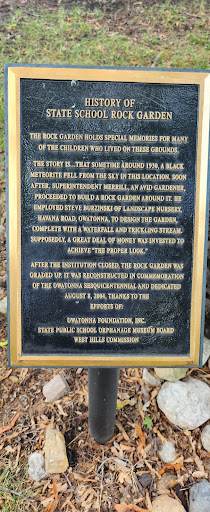 HISTORY OF
STATE SCHOOL ROCK GARDEN
THE ROCK GARDEN HOLDS SPECIAL MEMORIES FOR MANY
OF THE CHILDREN WHO LIVED ON THESE GROUNDS.
THE STORY IS...THAT SOMETIME AROUND 1930, A BLACK
METEORITE FELL FROM THE SKY IN THIS LOCATION. SOON
AFTER, SUPERINTENDENT MERRILL, AN AVID GARDENER,
PROCEEDED TO BUILD A ROCK GARDEN AROUND IT. HE
EMPLOYED STEVE BURZINSKI OF LANDSCAPE NURSERY,
HAVANA ROAD, OWATONNA, TO DESIGN THE GARDEN,
COMPLETE WITH A WATERFALL AND TRICKLING STREAM.
SUPPOSEDLY, A GREAT DEAL OF MONEY WAS INVESTED TO
ACHIEVE "THE PROPER LOOK."
AFTER THE INSTITUTION CLOSED, THE ROCK GARDEN WAS
GRADED UP. IT WAS RECONSTRUCTED IN COMMEMORATION
OF THE OWATONNA SESQUICENTENNIAL AND DEDICATED
AUGUST 8, 2004, THANKS TO THE
EFFORTS OF:
OWATONNA FOUNDATION, INC.
STATE PUBLIC SCHOOL ORPHANAGE MUSEUM BOARD
WEST HILLS COMMISSION